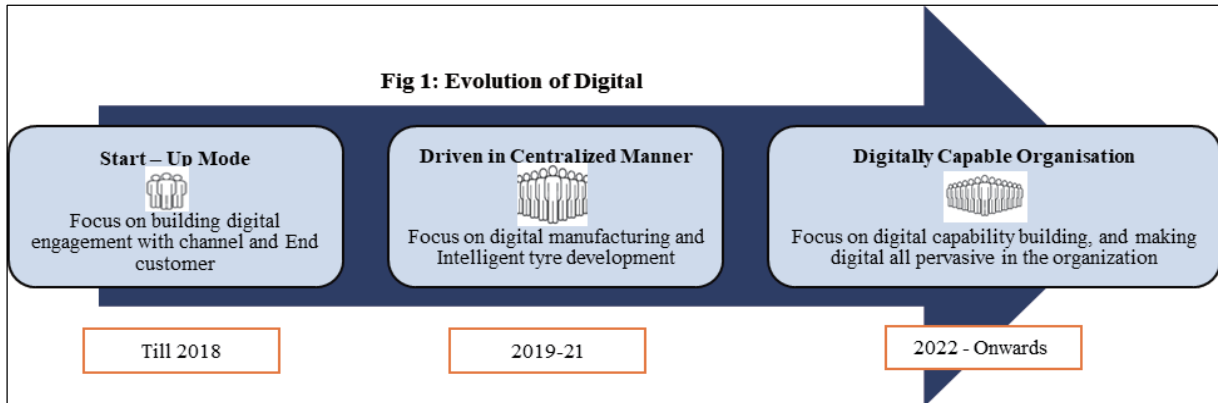 Fig 1: Evolution of Digital
Start – Up Mode
Focus on building digital
engagement with channel and End
customer
Driven in Centralized Manner
Focus on digital manufacturing and
Intelligent tyre development
Digitally Capable Organisation
Focus on digital capability building, and making
digital all pervasive in the organization
Till 2018
2019-21
2022 - Onwards